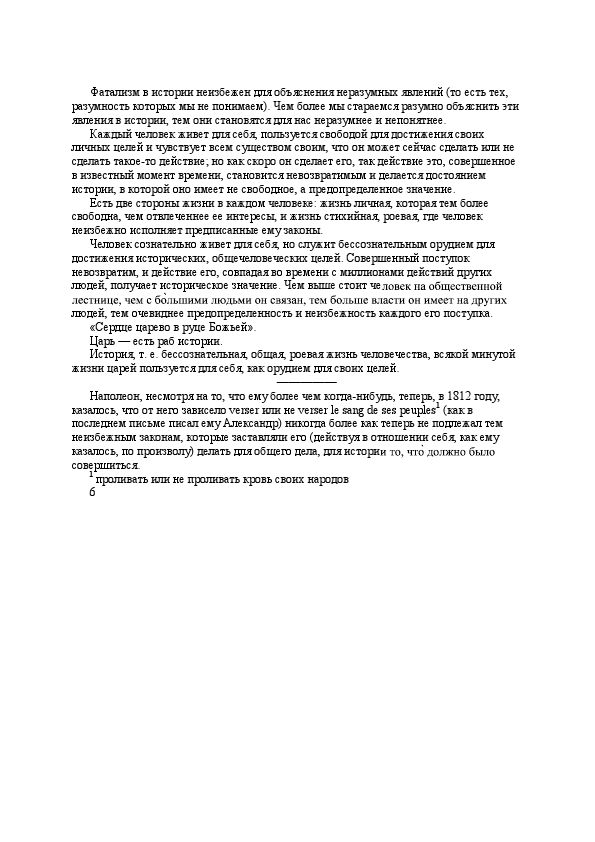 Фатализм в истории неизбежен для объяснения неразумных явлений (то есть тех,
разумность которых мы не понимаем). Чем более мы стараемся разумно объяснить эти
явления в истории, тем они становятся для нас неразумнее и непонятнее.
Каждый человек живет для себя, пользуется свободой для достижения своих
личных целей и чувствует всем существом своим, что он может сейчас сделать или не
сделать такое-то действие; но как скоро он сделает его, так действие это, совершенное
в известный момент времени, становится невозвратимым и делается достоянием
истории, в которой оно имеет не свободное, а предопределенное значение.
Есть две стороны жизни в каждом человеке: жизнь личная, которая тем более
свободна, чем отвлеченнее ее интересы, и жизнь стихийная, роевая, где человек
неизбежно исполняет предписанные ему законы.
Человек сознательно живет для себя, но служит бессознательным орудием для
достижения исторических, общечеловеческих целей. Совершенный поступок
невозвратим, и действие его, совпадая во времени с миллионами действий других
людей, получает историческое значение. Чем выше стоит человек на общественной
лестнице, чем с бо́льшими людьми он связан, тем больше власти он имеет на других
людей, тем очевиднее предопределенность и неизбежность каждого его поступка.
«Сердце царево в руце Божьей».
Царь — есть раб истории.
История, т. е. бессознательная, общая, роевая жизнь человечества, всякой минутой
жизни царей пользуется для себя, как орудием для своих целей.
Наполеон, несмотря на то, что ему более чем когда-нибудь, теперь, в 1812 году,
казалось, что от него зависело verser или не verser le sang de ses peuples¹ (как в
последнем письме писал ему Александр) никогда более как теперь не подлежал тем
неизбежным законам, которые заставляли его (действуя в отношении себя, как ему
казалось, по произволу) делать для общего дела, для истории то, что́ должно было
совершиться.
¹ проливать или не проливать кровь своих народов
6